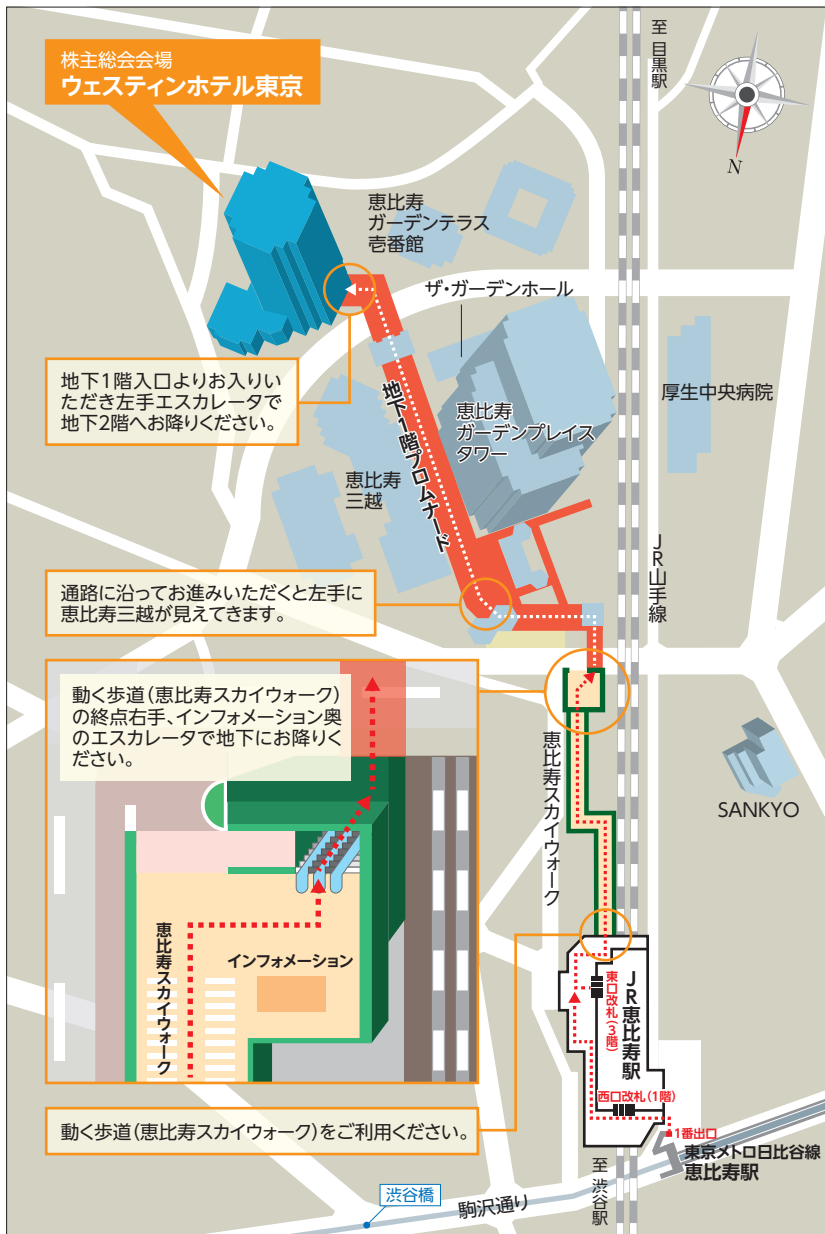 株主総会会場
ウェスティンホテル東京
至 目黒駅
N
恵比寿
ガーデンテラス
壱番館
ザ・ガーデンホール
地下1階入口よりお入りい
ただき左手エスカレータで
地下2階へお降りください。
地下1階プロムナード
恵比寿
ガーデンプレイス
タワー
厚生中央病院
恵比寿
三越
JR山手線
通路に沿ってお進みいただくと左手に
恵比寿三越が見えてきます。
動く歩道(恵比寿スカイウォーク)
の終点右手、インフォメーション奥
のエスカレータで地下にお降りく
ださい。
恵比寿スカイウォーク
SANKYO
恵比寿スカイウォーク
インフォメーション
JR恵比寿駅
東口改札(3階)
西口改札(1階)
動く歩道(恵比寿スカイウォーク)をご利用ください。
1番出口
東京メトロ日比谷線
恵比寿駅
至 渋谷駅
渋谷橋
駒沢通り